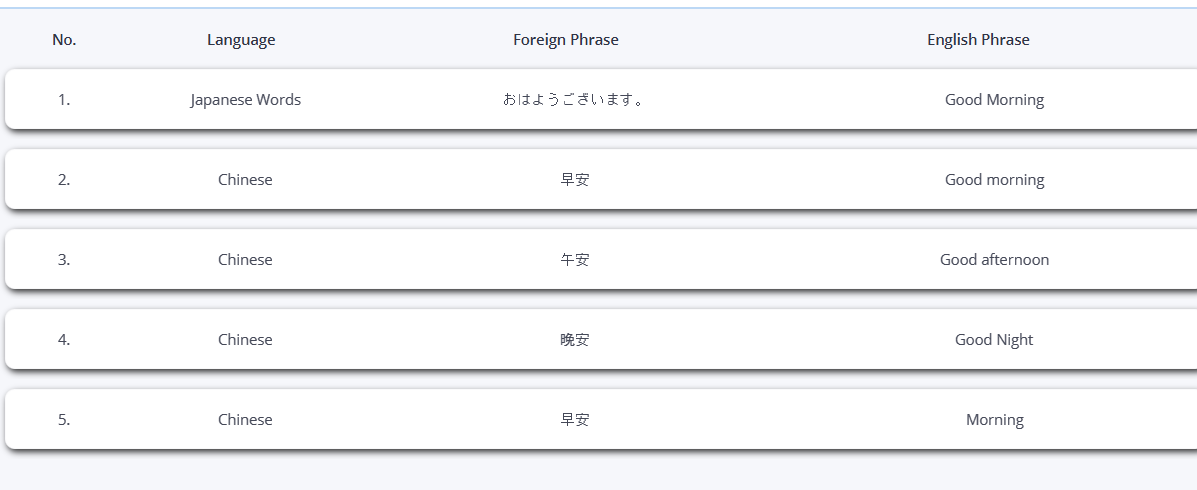 No. Language Foreign Phrase English Phrase
1. Japanese Words おはようございます。 Good Morning
2. Chinese 早安 Good morning
3. Chinese 午安 Good afternoon
4. Chinese 晚安 Good Night
5. Chinese 早安 Morning